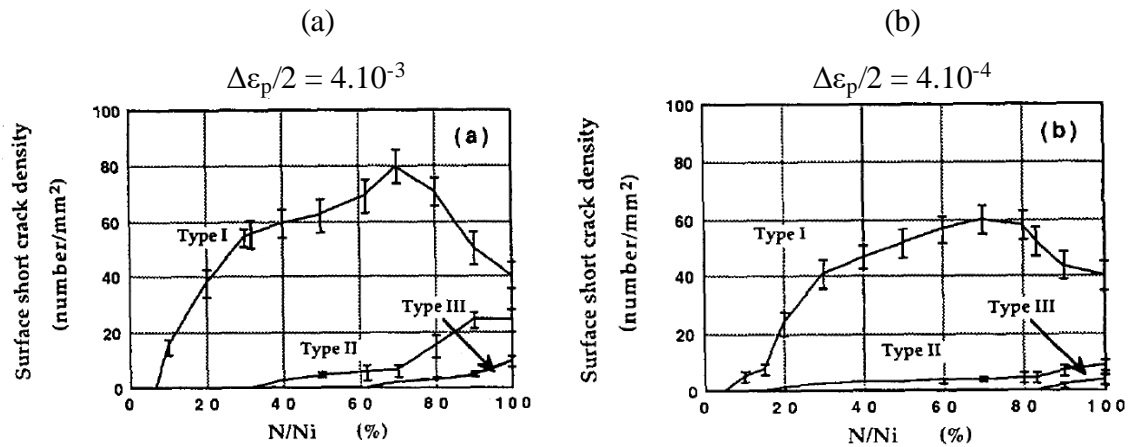 (a)
Δε_p/2 = 4.10⁻³
Surface short crack density
(number/mm²)
100
80
60
40
20
0
(a)
Type I
Type II
Type III
0 20 40 60 80 100
N/Ni (%)
(b)
Δε_p/2 = 4.10⁻⁴
Surface short crack density
(number/mm²)
100
80
60
40
20
0
(b)
Type I
Type II
Type III
0 20 40 60 80 100
N/Ni (%)